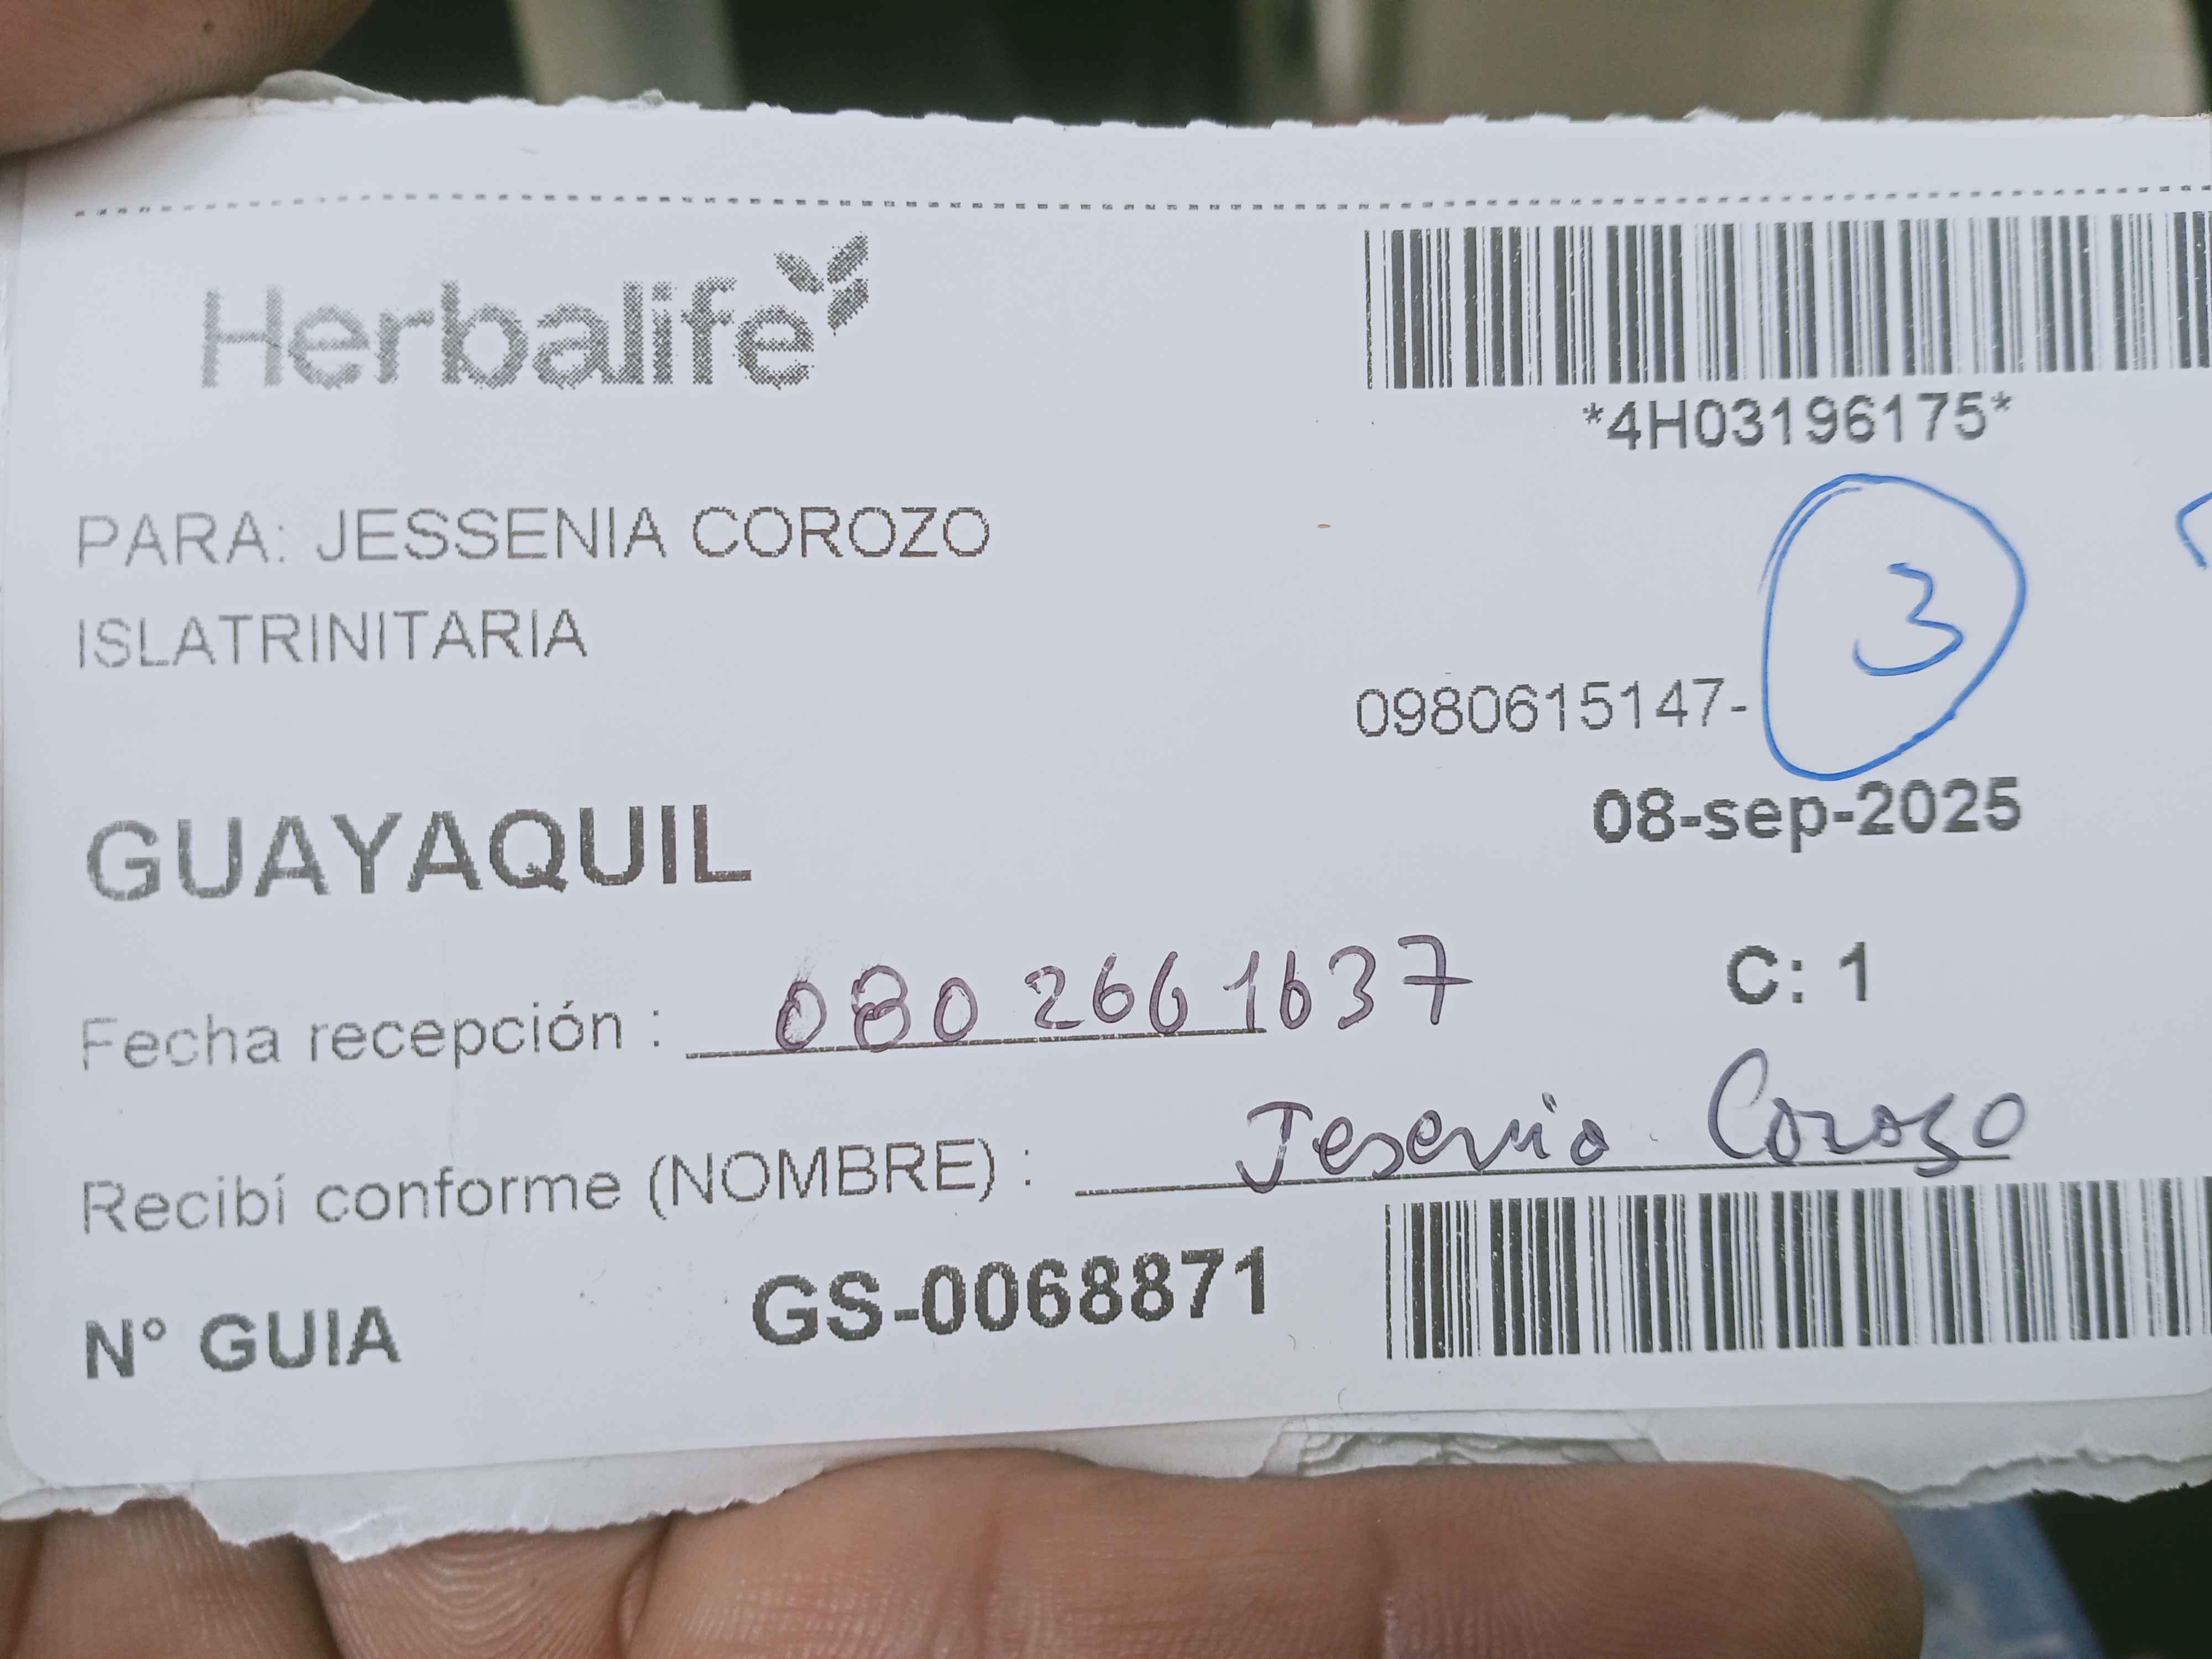 Herbalife
*4H03196175*
PARA: JESSENIA COROZO
ISLATRINITARIA
3
0980615147-
GUAYAQUIL
08-sep-2025
C: 1
Fecha recepción : 0802661637
Recibí conforme (NOMBRE) : Jesenia Corozo
N° GUIA GS-0068871